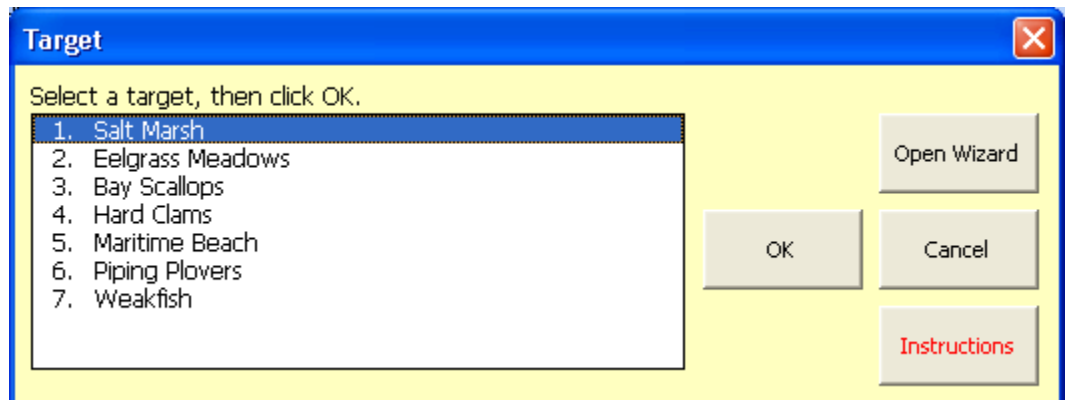 Target
Select a target, then click OK.
1. Salt Marsh
2. Eelgrass Meadows
3. Bay Scallops
4. Hard Clams
5. Maritime Beach
6. Piping Plovers
7. Weakfish
Open Wizard
OK
Cancel
Instructions